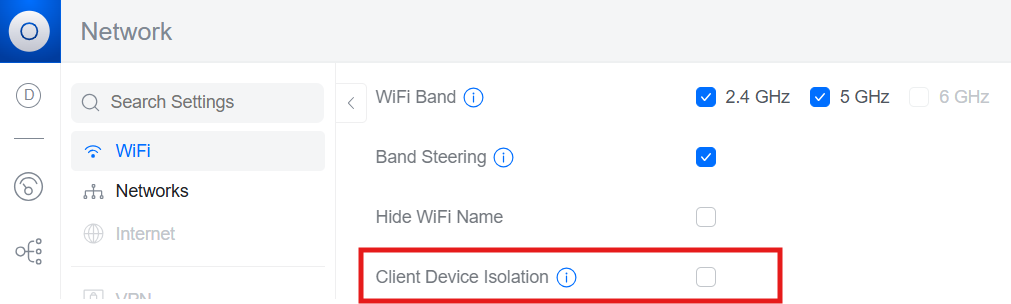 Network
D
Search Settings
WiFi
Networks
Internet
VPN
WiFi Band
2.4 GHz
5 GHz
6 GHz
Band Steering
Hide WiFi Name
Client Device Isolation